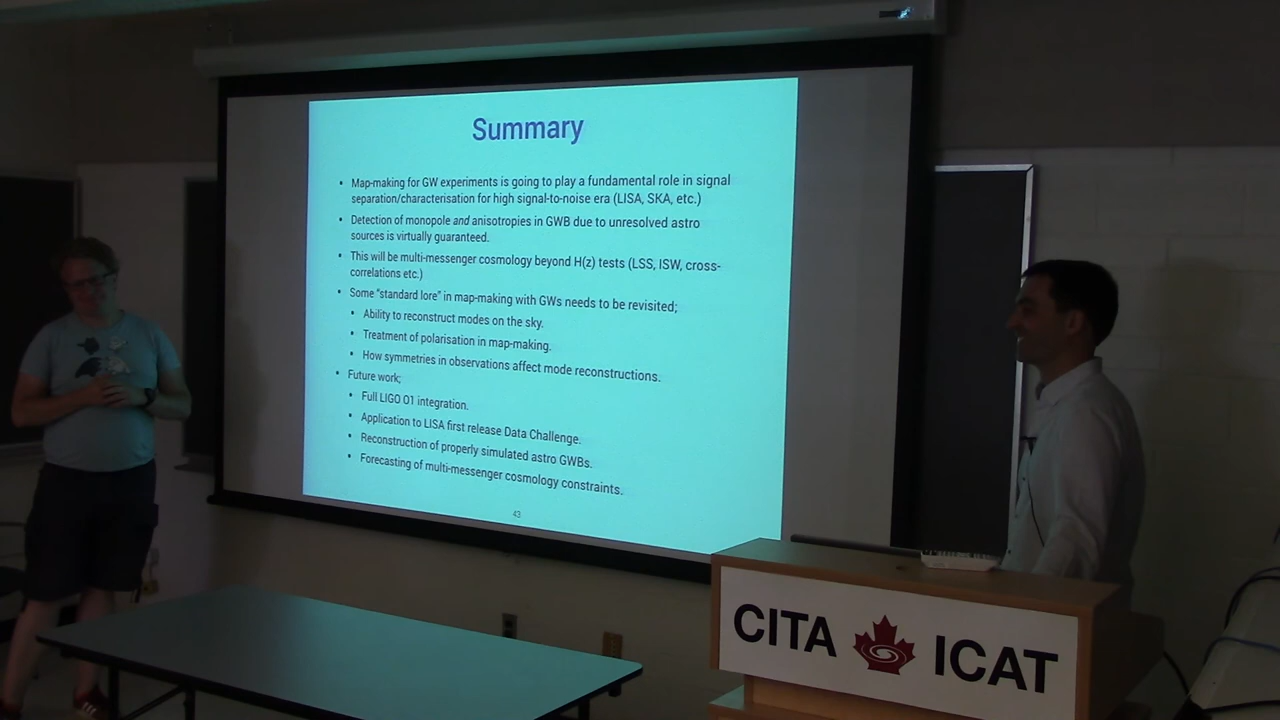 Summary
• Map-making for GW experiments is going to play a fundamental role in signal
separation/characterisation for high signal-to-noise era (LISA, SKA, etc.)
• Detection of monopole and anisotropies in GWB due to unresolved astro
sources is virtually guaranteed.
• This will be multi-messenger cosmology beyond H(z) tests (LSS, ISW, cross-
correlations etc.)
• Some “standard lore” in map-making with GWs needs to be revisited;
• Ability to reconstruct modes on the sky.
• Treatment of polarisation in map-making.
• How symmetries in observations affect mode reconstructions.
• Future work;
• Full LIGO O1 integration.
• Application to LISA first release Data Challenge.
• Reconstruction of properly simulated astro GWBs.
• Forecasting of multi-messenger cosmology constraints.
43
CITA ICAT